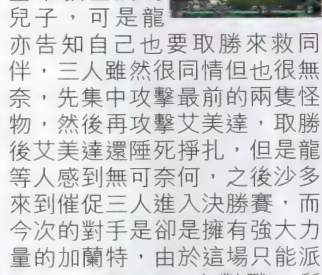 兒子，可是龍
亦告知自己也要取勝來救同
伴，三人雖然很同情但也很無
奈，先集中攻擊最前的兩隻怪
物，然後再攻擊艾美達，取勝
後艾美達還陲死掙扎，但是龍
等人感到無可奈何，之後沙多
來到催促三人進入決勝賽，而
今次的對手是卻是擁有強大力
量的加蘭特，由於這場只能派